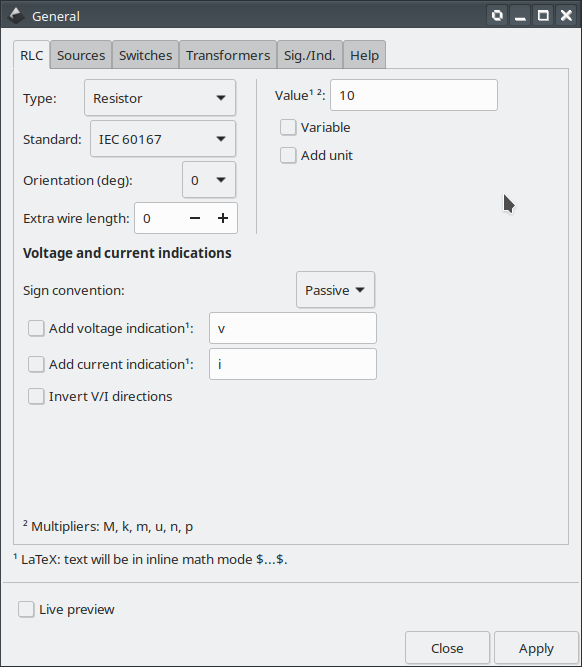 General
RLC Sources Switches Transformers Sig./Ind. Help
Type: Resistor
Value¹ ²: 10
Standard: IEC 60167
Variable
Add unit
Orientation (deg): 0
Extra wire length: 0 − +
Voltage and current indications
Sign convention: Passive
Add voltage indication¹: v
Add current indication¹: i
Invert V/I directions
² Multipliers: M, k, m, u, n, p
¹ LaTeX: text will be in inline math mode $...$.
Live preview
Close Apply